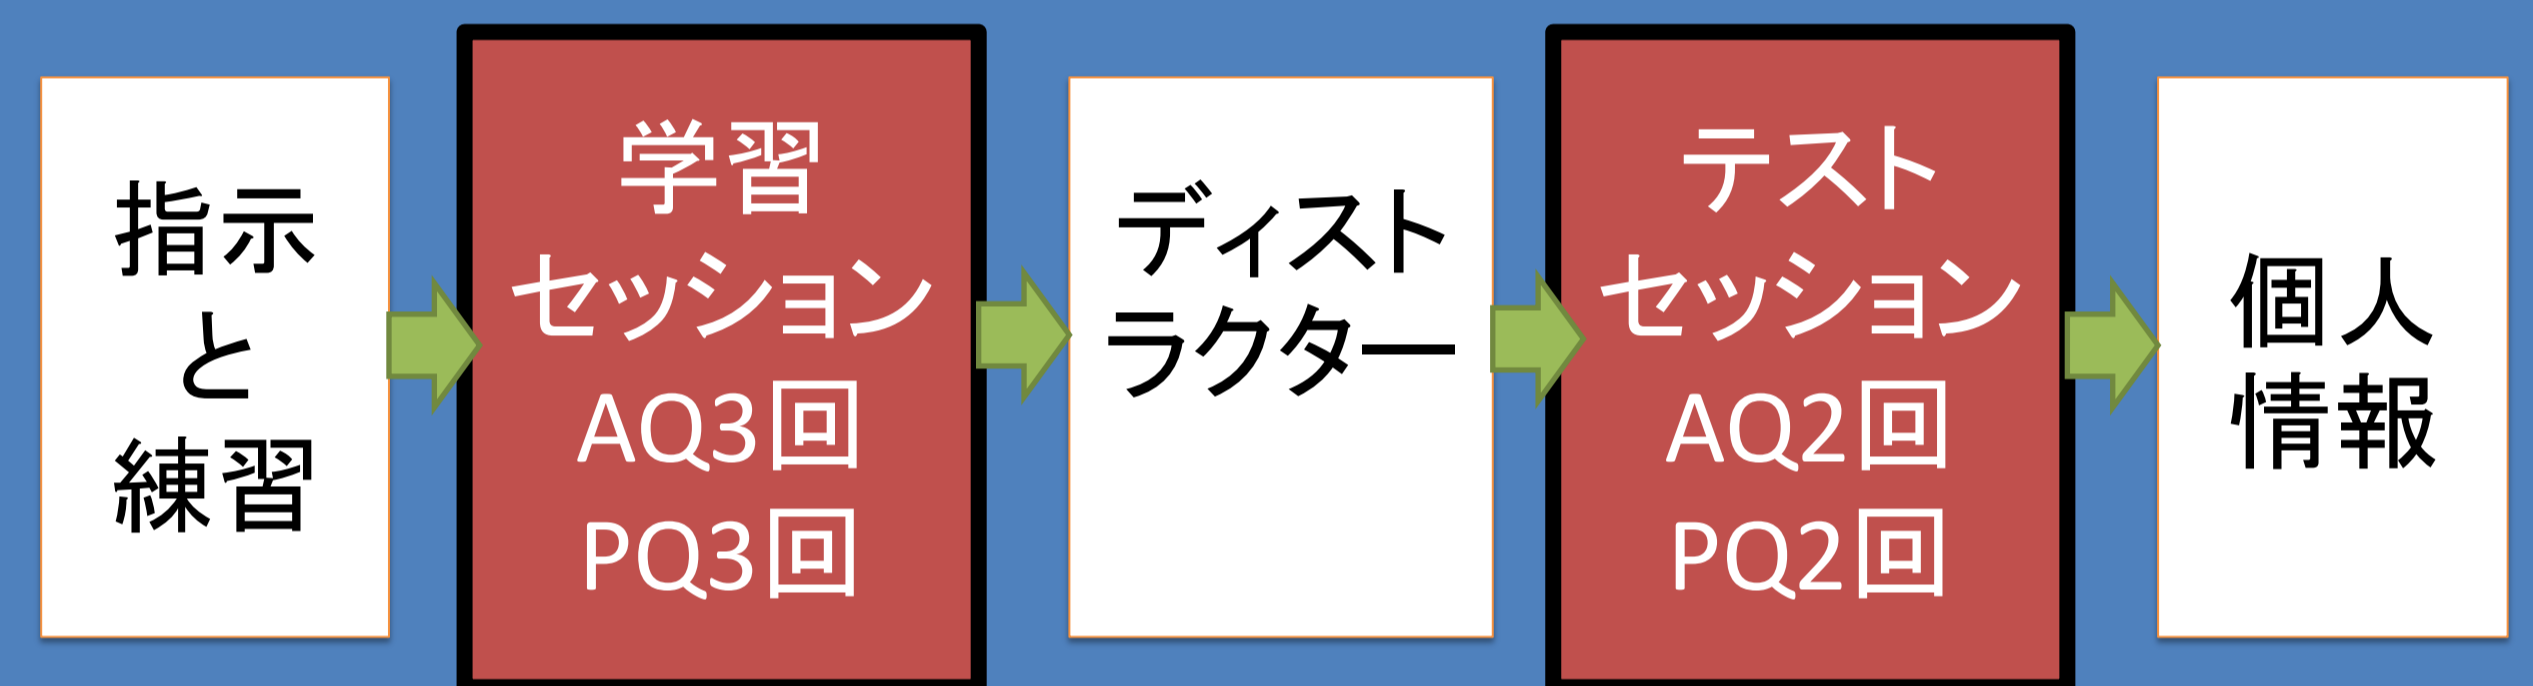 指示
と
練習
学習
セッション
AQ3回
PQ3回
ディスト
ラクター
テスト
セッション
AQ2回
PQ2回
個人
情報